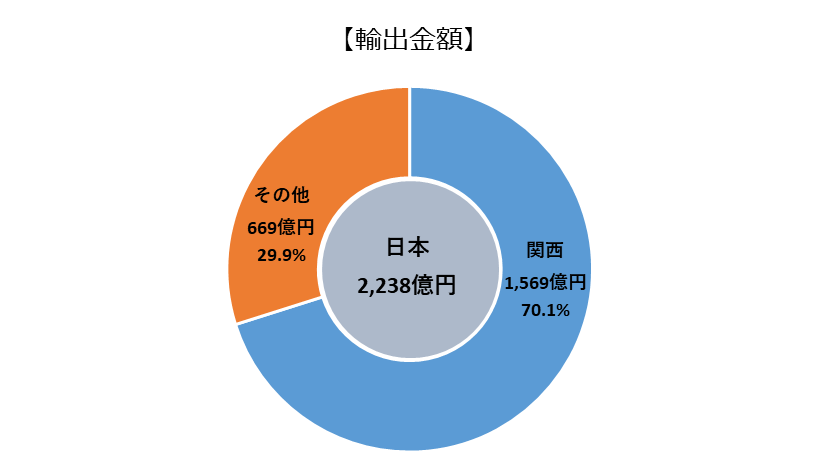 【輸出金額】
その他
669億円
29.9%
日本
2,238億円
関西
1,569億円
70.1%